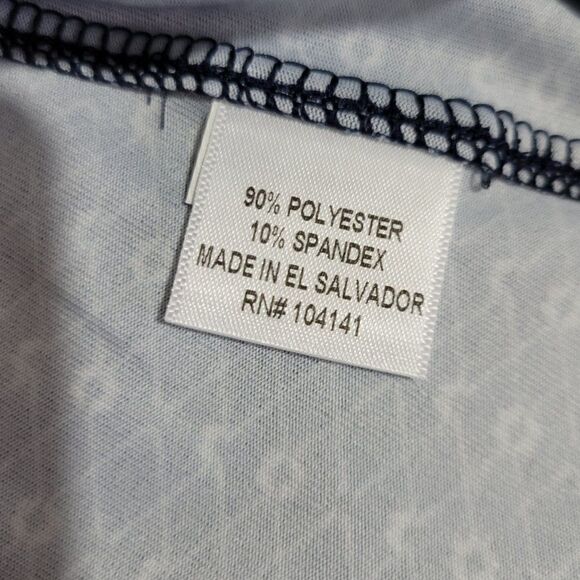 90% POLYESTER
10% SPANDEX
MADE IN EL SALVADOR
RN# 104141